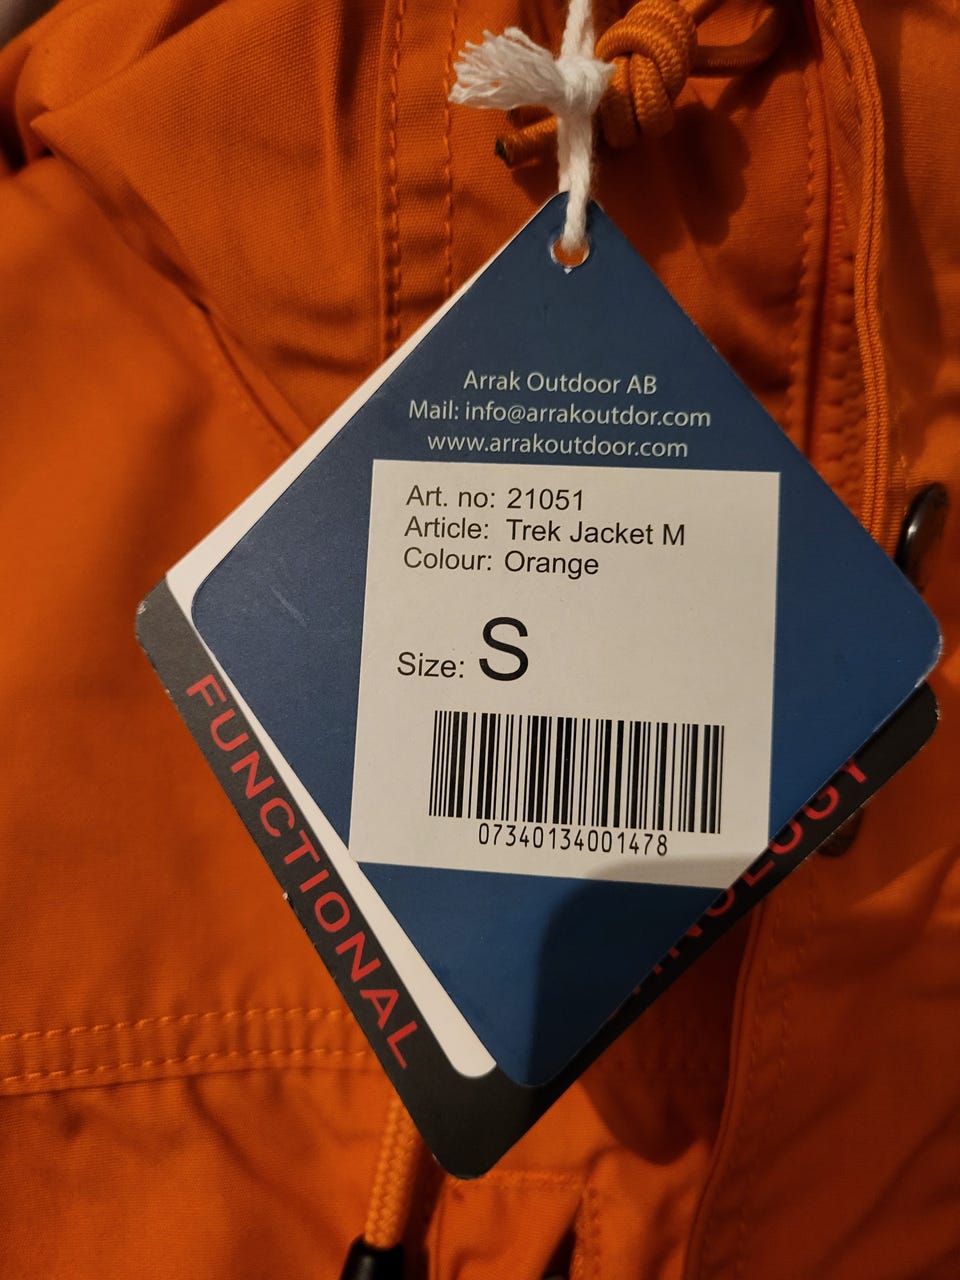 Arrak Outdoor AB
Mail: info@arrakoutdor.com
www.arrakoutdoor.com
Art. no: 21051
Article: Trek Jacket M
Colour: Orange
Size: S
07340134001478
FUNCTIONAL